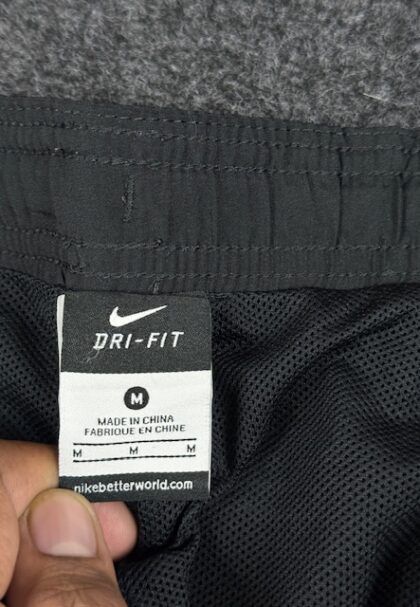 DRI-FIT
M
MADE IN CHINA
FABRIQUE EN CHINE
M M M
nikebetterworld.com